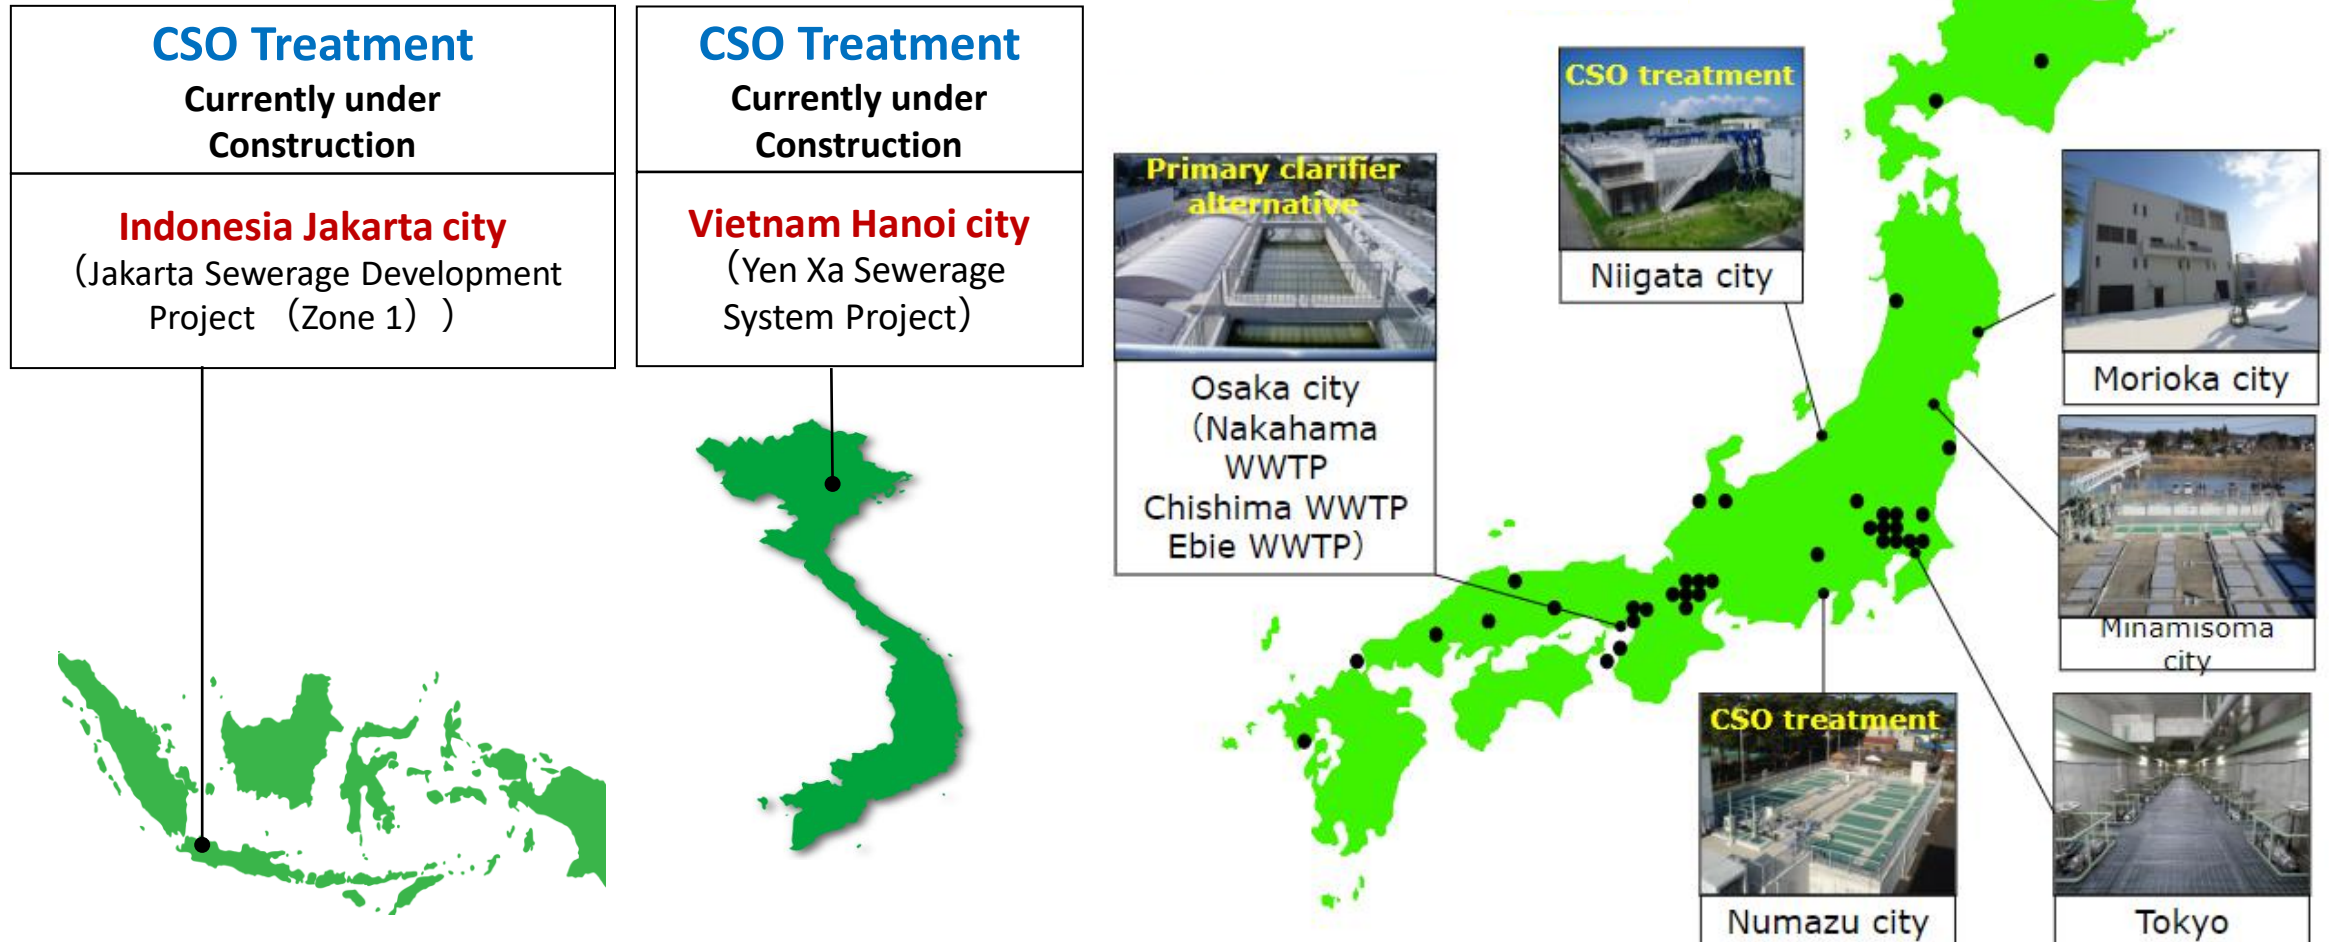 CSO Treatment
Currently under
Construction
Indonesia Jakarta city
（Jakarta Sewerage Development
Project （Zone 1））
CSO Treatment
Currently under
Construction
Vietnam Hanoi city
（Yen Xa Sewerage
System Project）
Primary clarifier
alternative
Osaka city
（Nakahama
WWTP
Chishima WWTP
Ebie WWTP）
CSO treatment
Niigata city
Morioka city
Minamisoma
city
CSO treatment
Numazu city
Tokyo